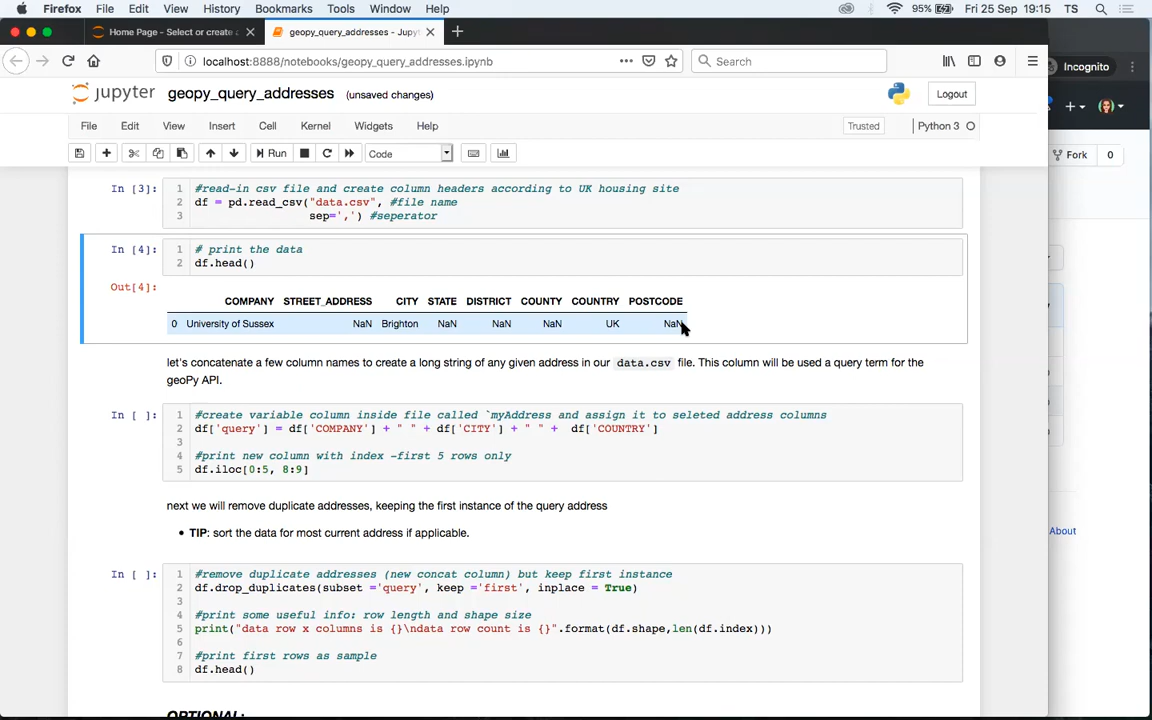 Firefox File Edit View History Bookmarks Tools Window Help 95% Fri 25 Sep 19:15 TS
Home Page - Select or create a geopy_query_addresses - Jupyt
localhost:8888/notebooks/geopy_query_addresses.ipynb Search
Incognito
jupyter geopy_query_addresses (unsaved changes) Logout
File Edit View Insert Cell Kernel Widgets Help Trusted Python 3
Run Code
Fork 0
In [3]: 1 #read-in csv file and create column headers according to UK housing site
2 df = pd.read_csv("data.csv", #file name
3 sep=',') #seperator
In [4]: 1 # print the data
2 df.head()
Out[4]:
COMPANY STREET_ADDRESS CITY STATE DISTRICT COUNTY COUNTRY POSTCODE
0 University of Sussex NaN Brighton NaN NaN NaN UK NaN
let's concatenate a few column names to create a long string of any given address in our data.csv file. This column will be used a query term for the
geoPy API.
In [ ]: 1 #create variable column inside file called `myAddress and assign it to seleted address columns
2 df['query'] = df['COMPANY'] + " " + df['CITY'] + " " + df['COUNTRY']
3
4 #print new column with index -first 5 rows only
5 df.iloc[0:5, 8:9]
next we will remove duplicate addresses, keeping the first instance of the query address
• TIP: sort the data for most current address if applicable.
About
In [ ]: 1 #remove duplicate addresses (new concat column) but keep first instance
2 df.drop_duplicates(subset ='query', keep ='first', inplace = True)
3
4 #print some useful info: row length and shape size
5 print("data row x columns is {}\ndata row count is {}".format(df.shape,len(df.index)))
6
7 #print first rows as sample
8 df.head()
OPTIONAL: